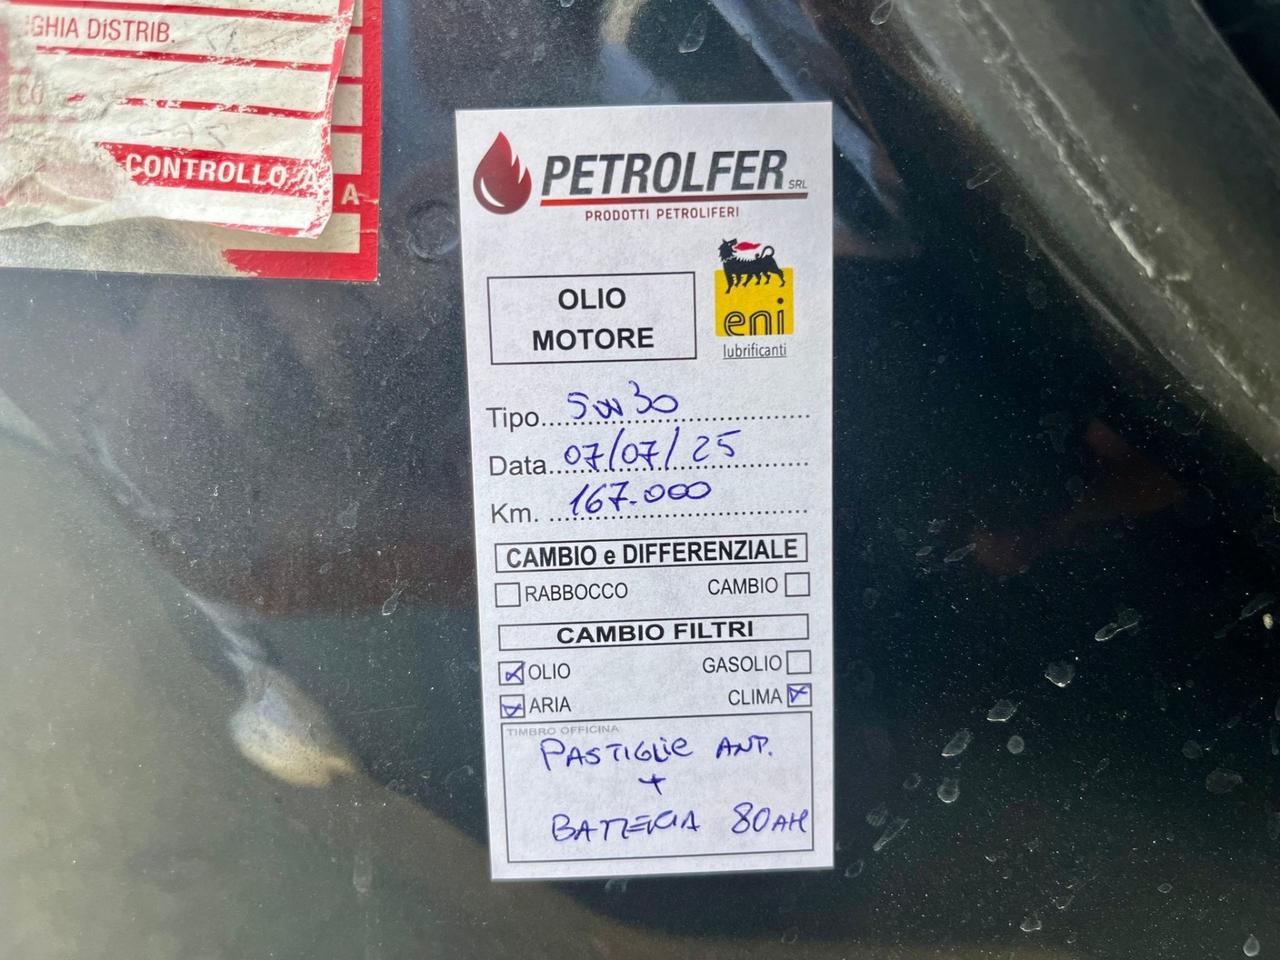 GHIA DiSTRIB.
CO
CONTROLLO A
A
PETROLFER SRL
PRODOTTI PETROLIFERI
OLIO
MOTORE
eni
lubrificanti
Tipo 5w30
Data 07/07/25
Km. 167.000
CAMBIO e DIFFERENZIALE
RABBOCCO CAMBIO
CAMBIO FILTRI
OLIO GASOLIO
ARIA CLIMA
TIMBRO OFFICINA
PASTIGLIE ANT.
+
BATTERIA 80AH